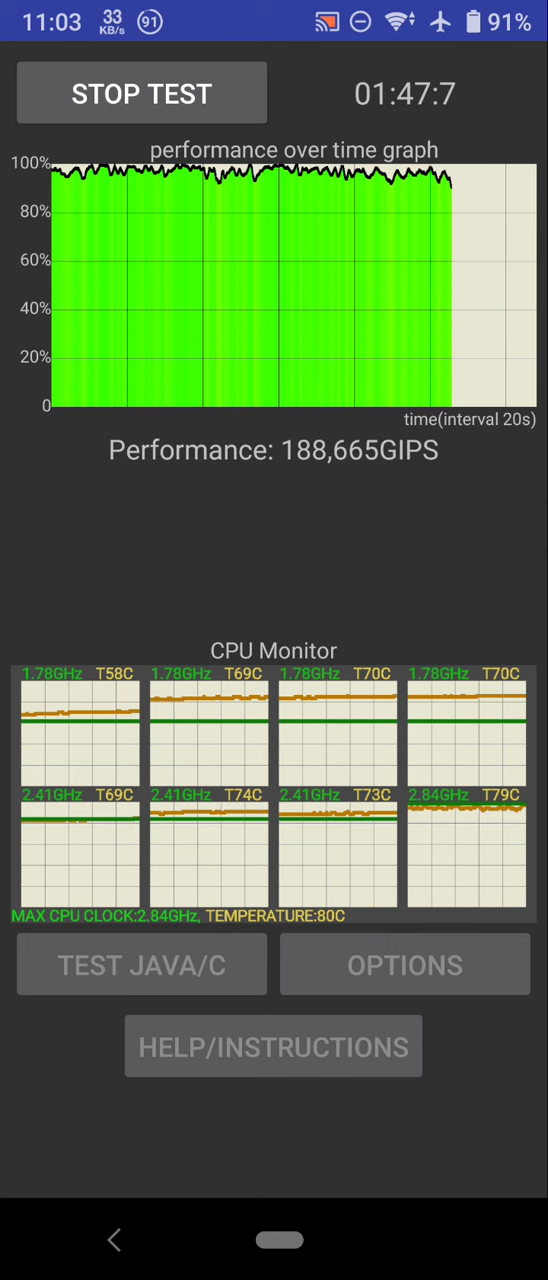 11:03 33 KB/s 91 91%
STOP TEST 01:47:7
performance over time graph
100%
80%
60%
40%
20%
0
time(interval 20s)
Performance: 188,665GIPS
CPU Monitor
1.78GHz T58C 1.78GHz T69C 1.78GHz T70C 1.78GHz T70C
2.41GHz T69C 2.41GHz T74C 2.41GHz T73C 2.84GHz T79C
MAX CPU CLOCK:2.84GHz, TEMPERATURE:80C
TEST JAVA/C OPTIONS
HELP/INSTRUCTIONS